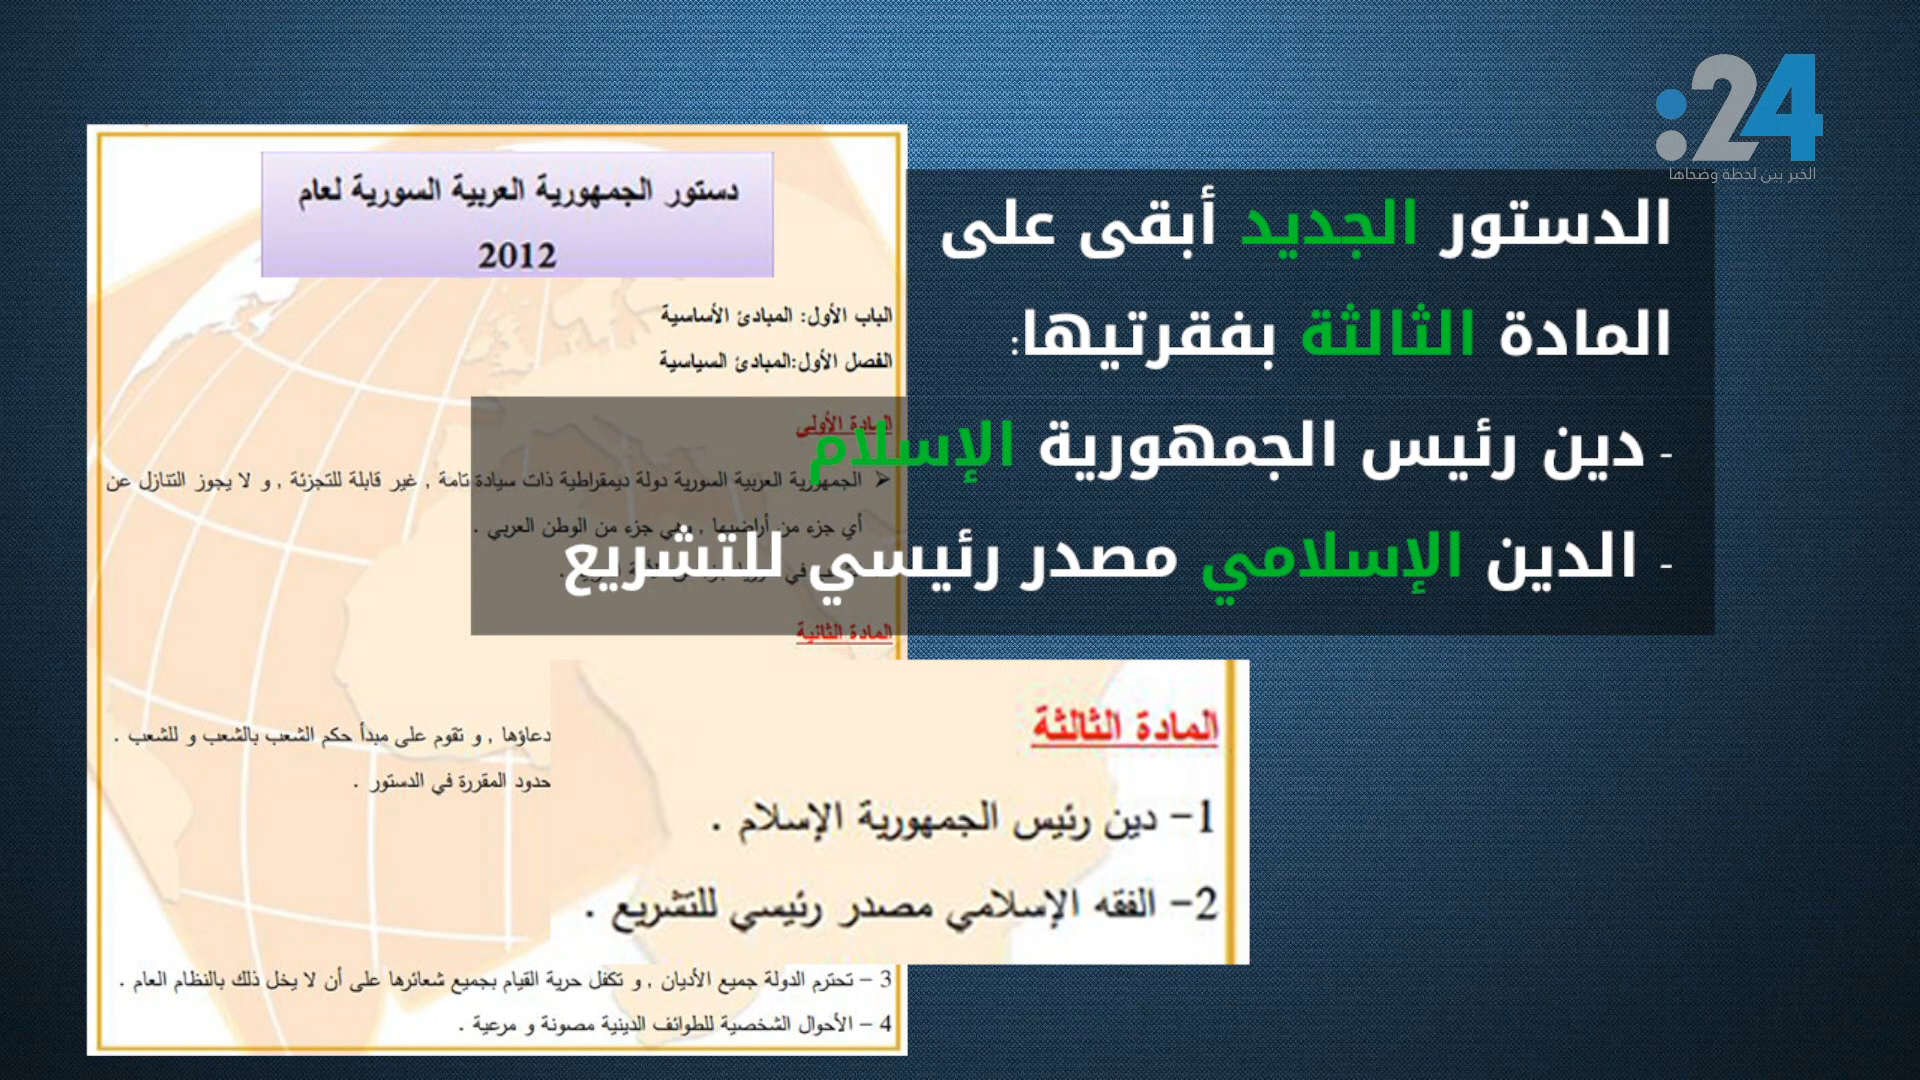 :24
الخبر بين لحظة وضحاها
الدستور الجديد أبقى على
المادة الثالثة بفقرتيها:
- دين رئيس الجمهورية الإسلام
- الدين الإسلامي مصدر رئيسي للتشريع
دستور الجمهورية العربية السورية لعام
2012
الباب الأول: المبادئ الأساسية
الفصل الأول:المبادئ السياسية
المادة الأولى
الجمهورية العربية السورية دولة ديمقراطية ذات سيادة تامة , غير قابلة للتجزئة , و لا يجوز التنازل عن
أي جزء من أراضيها , وهي جزء من الوطن العربي .
المادة الثانية
دعاؤها , و تقوم على مبدأ حكم الشعب بالشعب و للشعب .
حدود المقررة في الدستور .
المادة الثالثة
1- دين رئيس الجمهورية الإسلام .
2- الفقه الإسلامي مصدر رئيسي للتشريع .
3 – تحترم الدولة جميع الأديان , و تكفل حرية القيام بجميع شعائرها على أن لا يخل ذلك بالنظام العام .
4 – الأحوال الشخصية للطوائف الدينية مصونة و مرعية .